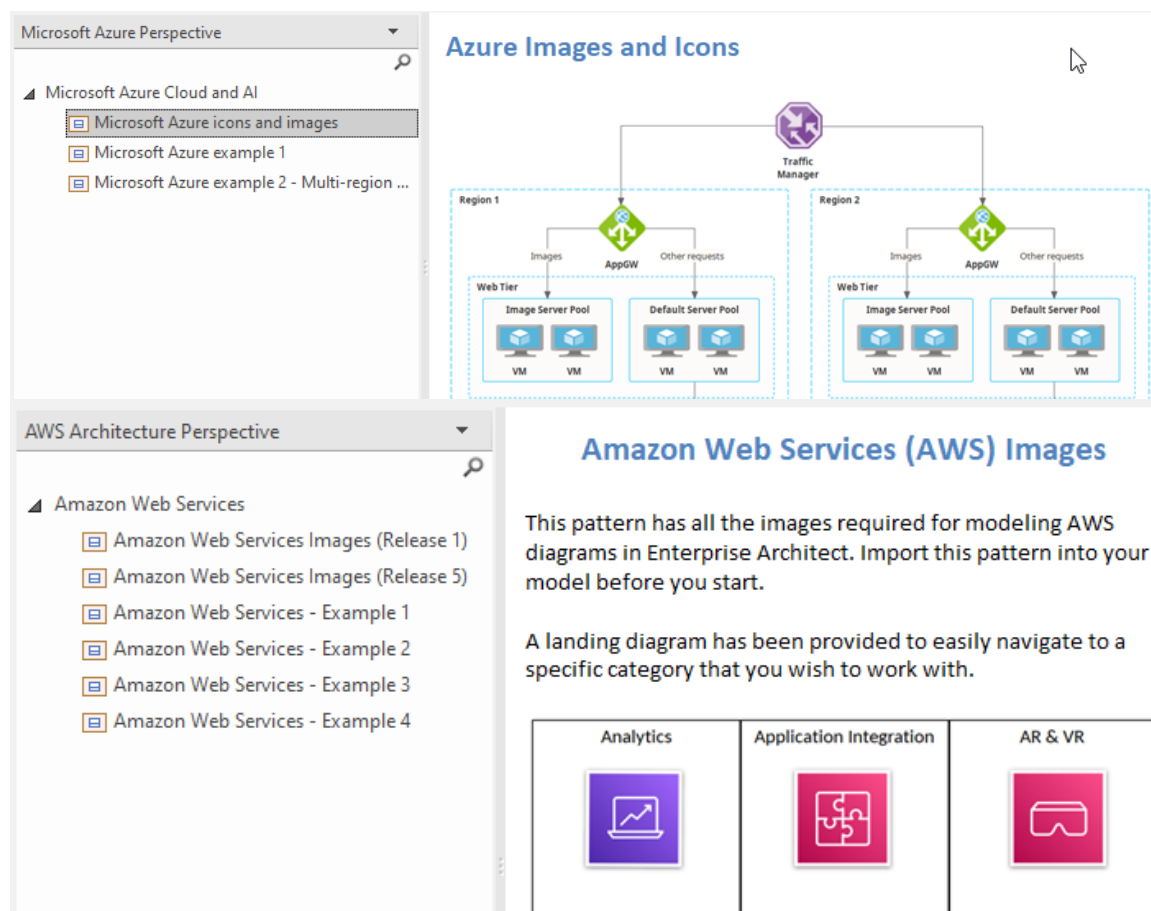 Microsoft Azure Perspective
Microsoft Azure Cloud and AI
Microsoft Azure icons and images
Microsoft Azure example 1
Microsoft Azure example 2 - Multi-region ...
Azure Images and Icons
Traffic
Manager
Region 1
Region 2
Images
AppGW
Other requests
Images
AppGW
Other requests
Web Tier
Web Tier
Image Server Pool
Default Server Pool
Image Server Pool
Default Server Pool
VM
VM
VM
VM
VM
VM
VM
VM
AWS Architecture Perspective
Amazon Web Services
Amazon Web Services Images (Release 1)
Amazon Web Services Images (Release 5)
Amazon Web Services - Example 1
Amazon Web Services - Example 2
Amazon Web Services - Example 3
Amazon Web Services - Example 4
Amazon Web Services (AWS) Images
This pattern has all the images required for modeling AWS
diagrams in Enterprise Architect. Import this pattern into your
model before you start.
A landing diagram has been provided to easily navigate to a
specific category that you wish to work with.
Analytics
Application Integration
AR & VR